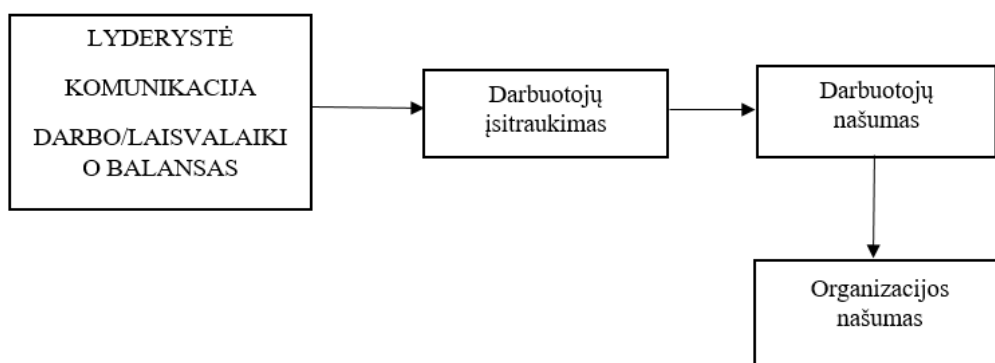 LYDERYSTĖ
KOMUNIKACIJA
DARBO/LAISVALAIKI
O BALANSAS
Darbuotojų
įsitraukimas
Darbuotojų
našumas
Organizacijos
našumas